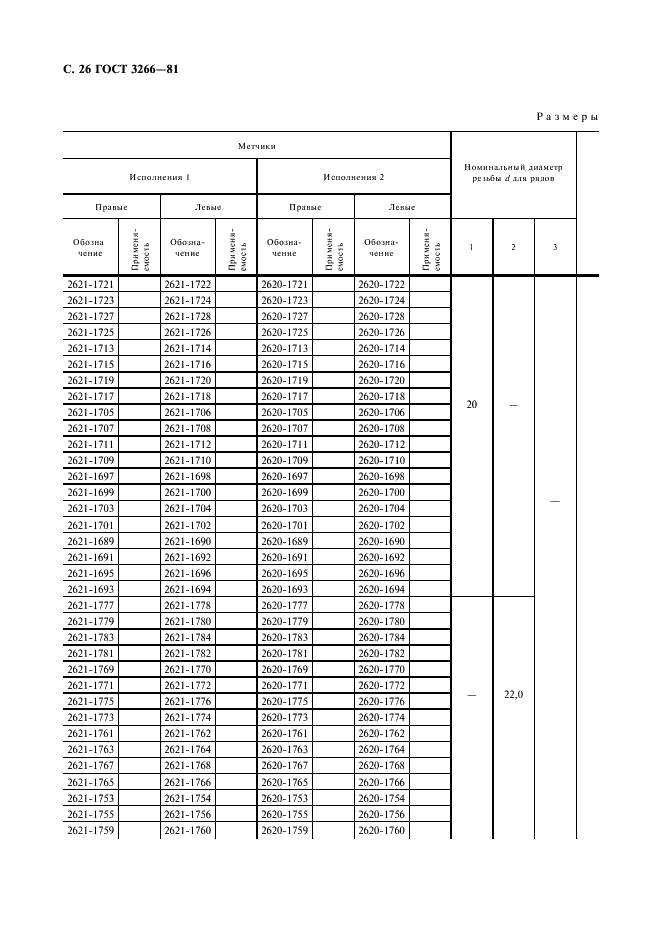 С. 26 ГОСТ 3266—81
Размеры
Метчики
Номинальный диаметр
резьбы d для рядов
Исполнения 1 Исполнения 2
Правые Левые Правые Левые
Обозна Применя- Обозна- Применя- Обозна- Применя- Обозна- Применя- 1 2 3
чение емость чение емость чение емость чение емость
2621-1721 2621-1722 2620-1721 2620-1722
2621-1723 2621-1724 2620-1723 2620-1724
2621-1727 2621-1728 2620-1727 2620-1728
2621-1725 2621-1726 2620-1725 2620-1726
2621-1713 2621-1714 2620-1713 2620-1714
2621-1715 2621-1716 2620-1715 2620-1716
2621-1719 2621-1720 2620-1719 2620-1720
2621-1717 2621-1718 2620-1717 2620-1718
20 —
2621-1705 2621-1706 2620-1705 2620-1706
2621-1707 2621-1708 2620-1707 2620-1708
2621-1711 2621-1712 2620-1711 2620-1712
2621-1709 2621-1710 2620-1709 2620-1710
2621-1697 2621-1698 2620-1697 2620-1698
2621-1699 2621-1700 2620-1699 2620-1700
—
2621-1703 2621-1704 2620-1703 2620-1704
2621-1701 2621-1702 2620-1701 2620-1702
2621-1689 2621-1690 2620-1689 2620-1690
2621-1691 2621-1692 2620-1691 2620-1692
2621-1695 2621-1696 2620-1695 2620-1696
2621-1693 2621-1694 2620-1693 2620-1694
2621-1777 2621-1778 2620-1777 2620-1778
2621-1779 2621-1780 2620-1779 2620-1780
2621-1783 2621-1784 2620-1783 2620-1784
2621-1781 2621-1782 2620-1781 2620-1782
2621-1769 2621-1770 2620-1769 2620-1770
2621-1771 2621-1772 2620-1771 2620-1772
— 22,0
2621-1775 2621-1776 2620-1775 2620-1776
2621-1773 2621-1774 2620-1773 2620-1774
2621-1761 2621-1762 2620-1761 2620-1762
2621-1763 2621-1764 2620-1763 2620-1764
2621-1767 2621-1768 2620-1767 2620-1768
2621-1765 2621-1766 2620-1765 2620-1766
2621-1753 2621-1754 2620-1753 2620-1754
2621-1755 2621-1756 2620-1755 2620-1756
2621-1759 2621-1760 2620-1759 2620-1760